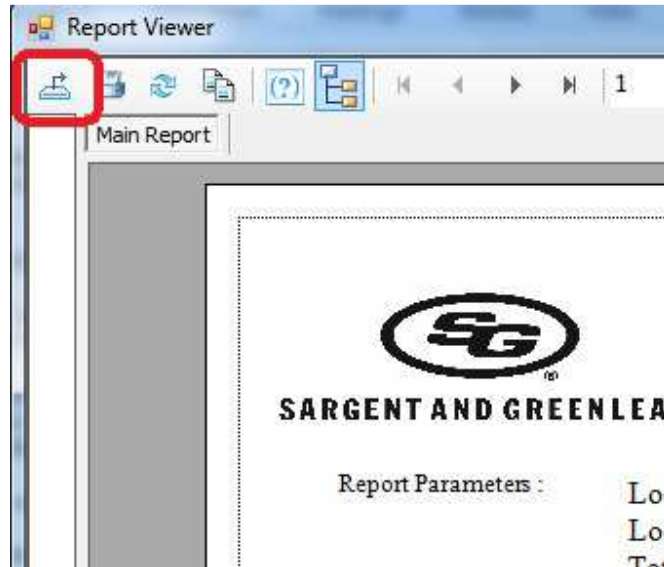 Report Viewer
(?) 1
Main Report
SG
®
SARGENT AND GREENLEA
Report Parameters :
Lo
Lo